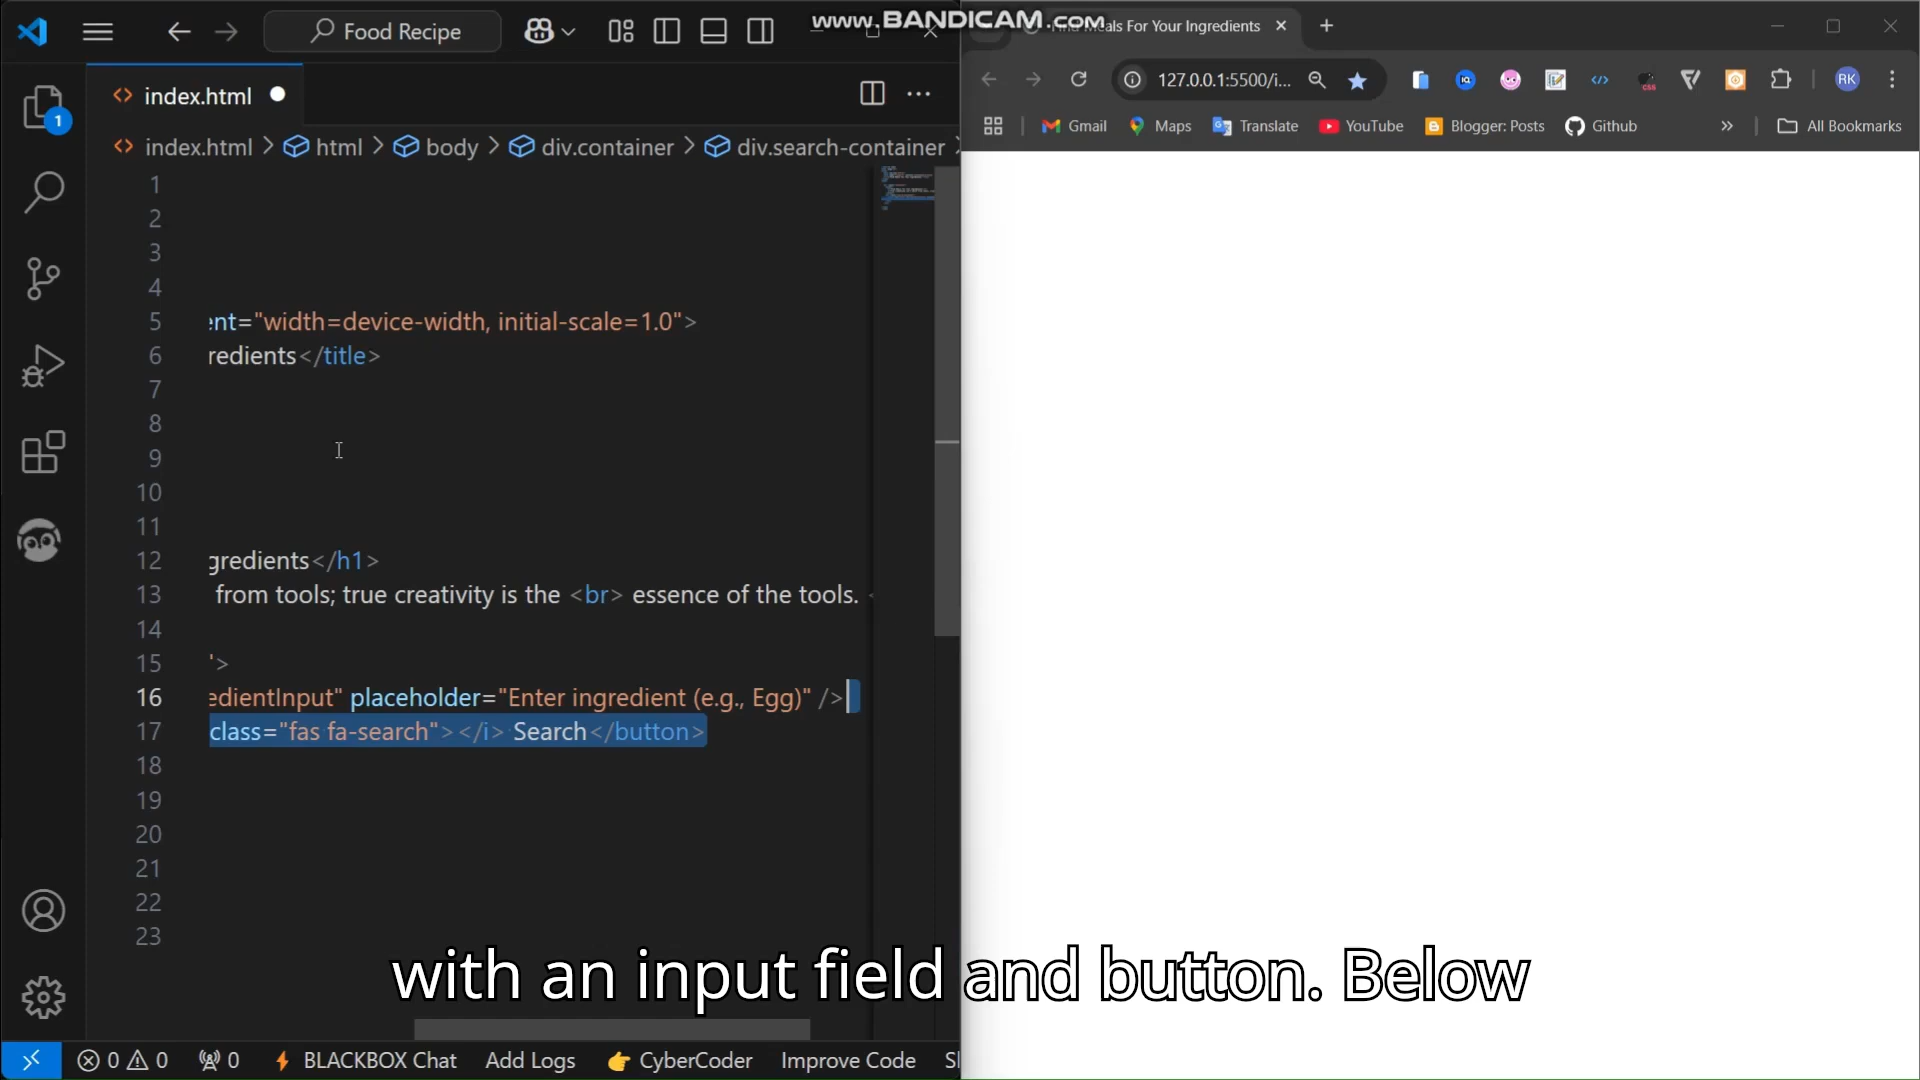 Food Recipe
www.BANDICAM.com
Meals For Your Ingredients
index.html
127.0.0.1:5500/i...
RK
1
Gmail
Maps
Translate
YouTube
Blogger: Posts
Github
All Bookmarks
index.html > html > body > div.container > div.search-container
1
2
3
4
5 ent="width=device-width, initial-scale=1.0">
6 redients</title>
7
8
9
10
11
12 gredients</h1>
13 from tools; true creativity is the <br> essence of the tools. <
14
15 '>
16 edientInput" placeholder="Enter ingredient (e.g., Egg)" />
17 class="fas fa-search"></i> Search</button>
18
19
20
21
22
23
with an input field and button. Below
0 0 0 BLACKBOX Chat Add Logs CyberCoder Improve Code